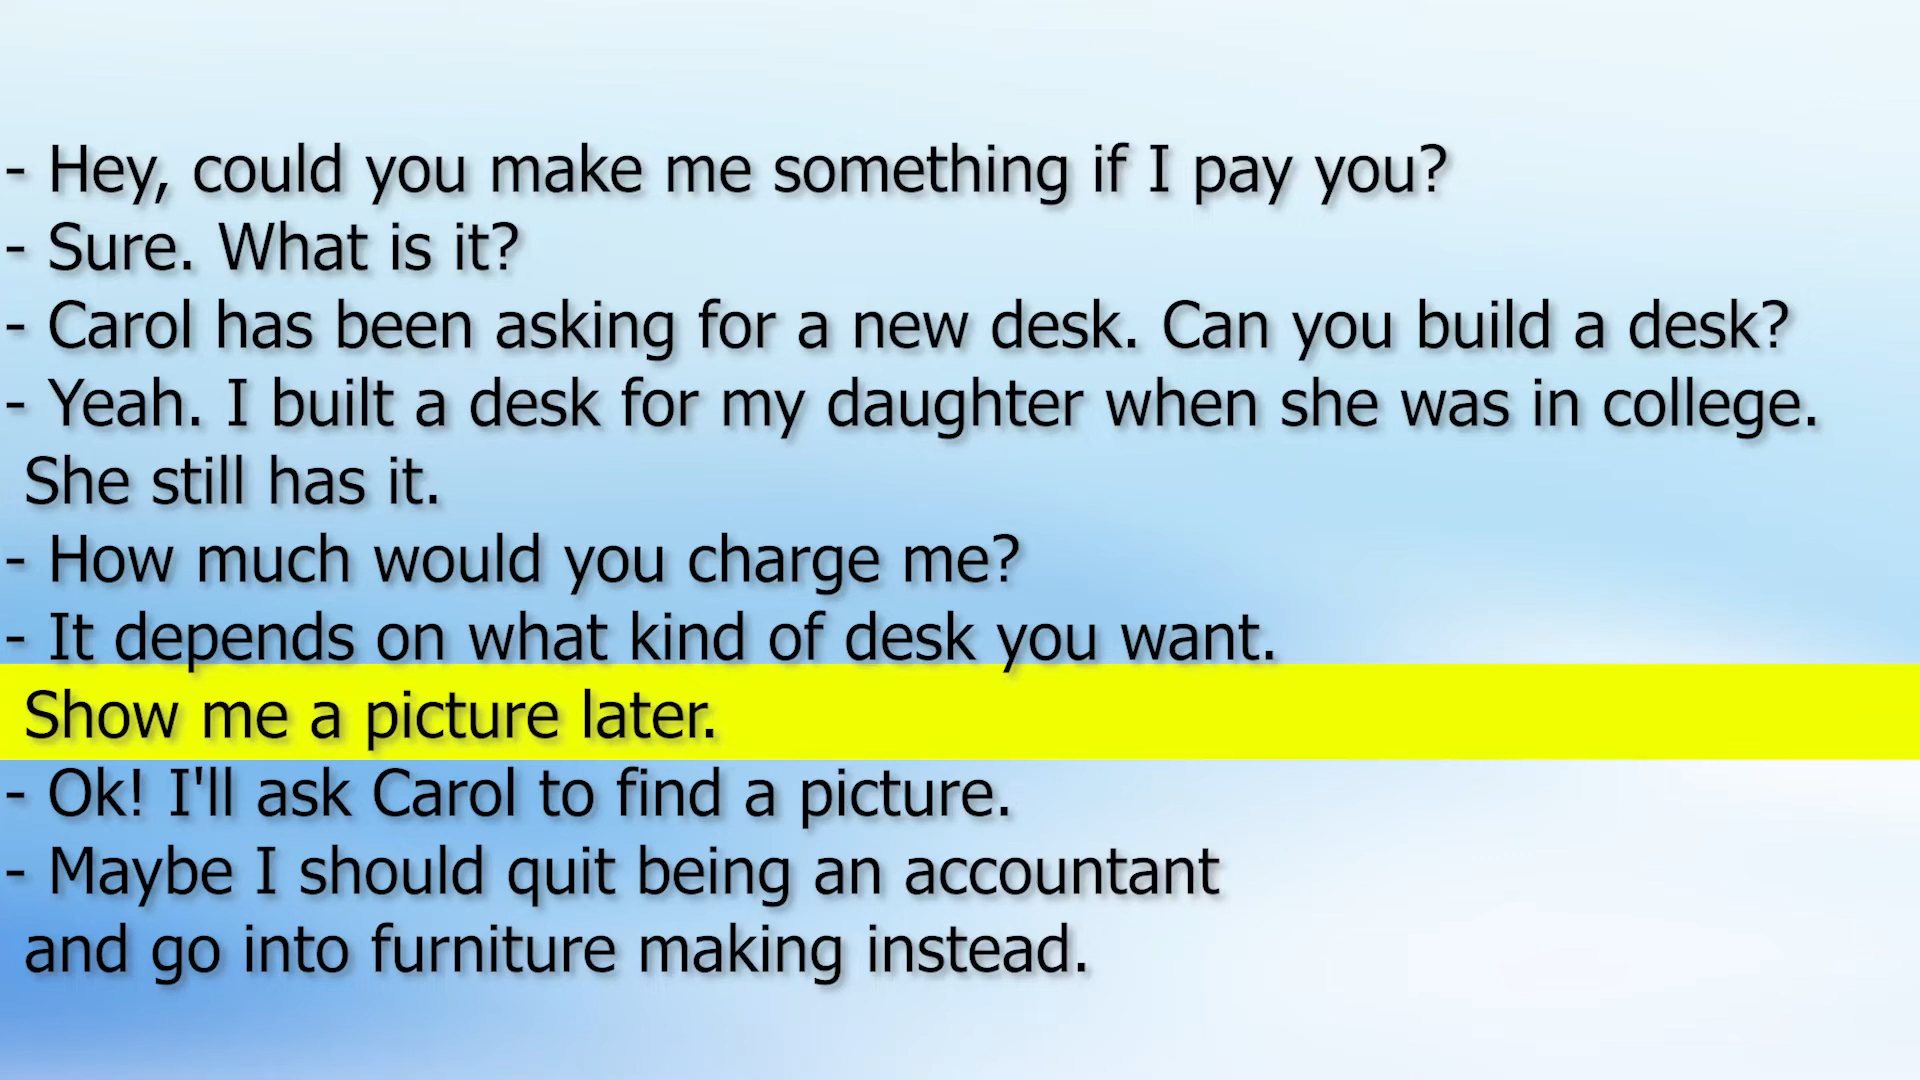 - Hey, could you make me something if I pay you?
- Sure. What is it?
- Carol has been asking for a new desk. Can you build a desk?
- Yeah. I built a desk for my daughter when she was in college.
She still has it.
- How much would you charge me?
- It depends on what kind of desk you want.
Show me a picture later.
- Ok! I'll ask Carol to find a picture.
- Maybe I should quit being an accountant
and go into furniture making instead.